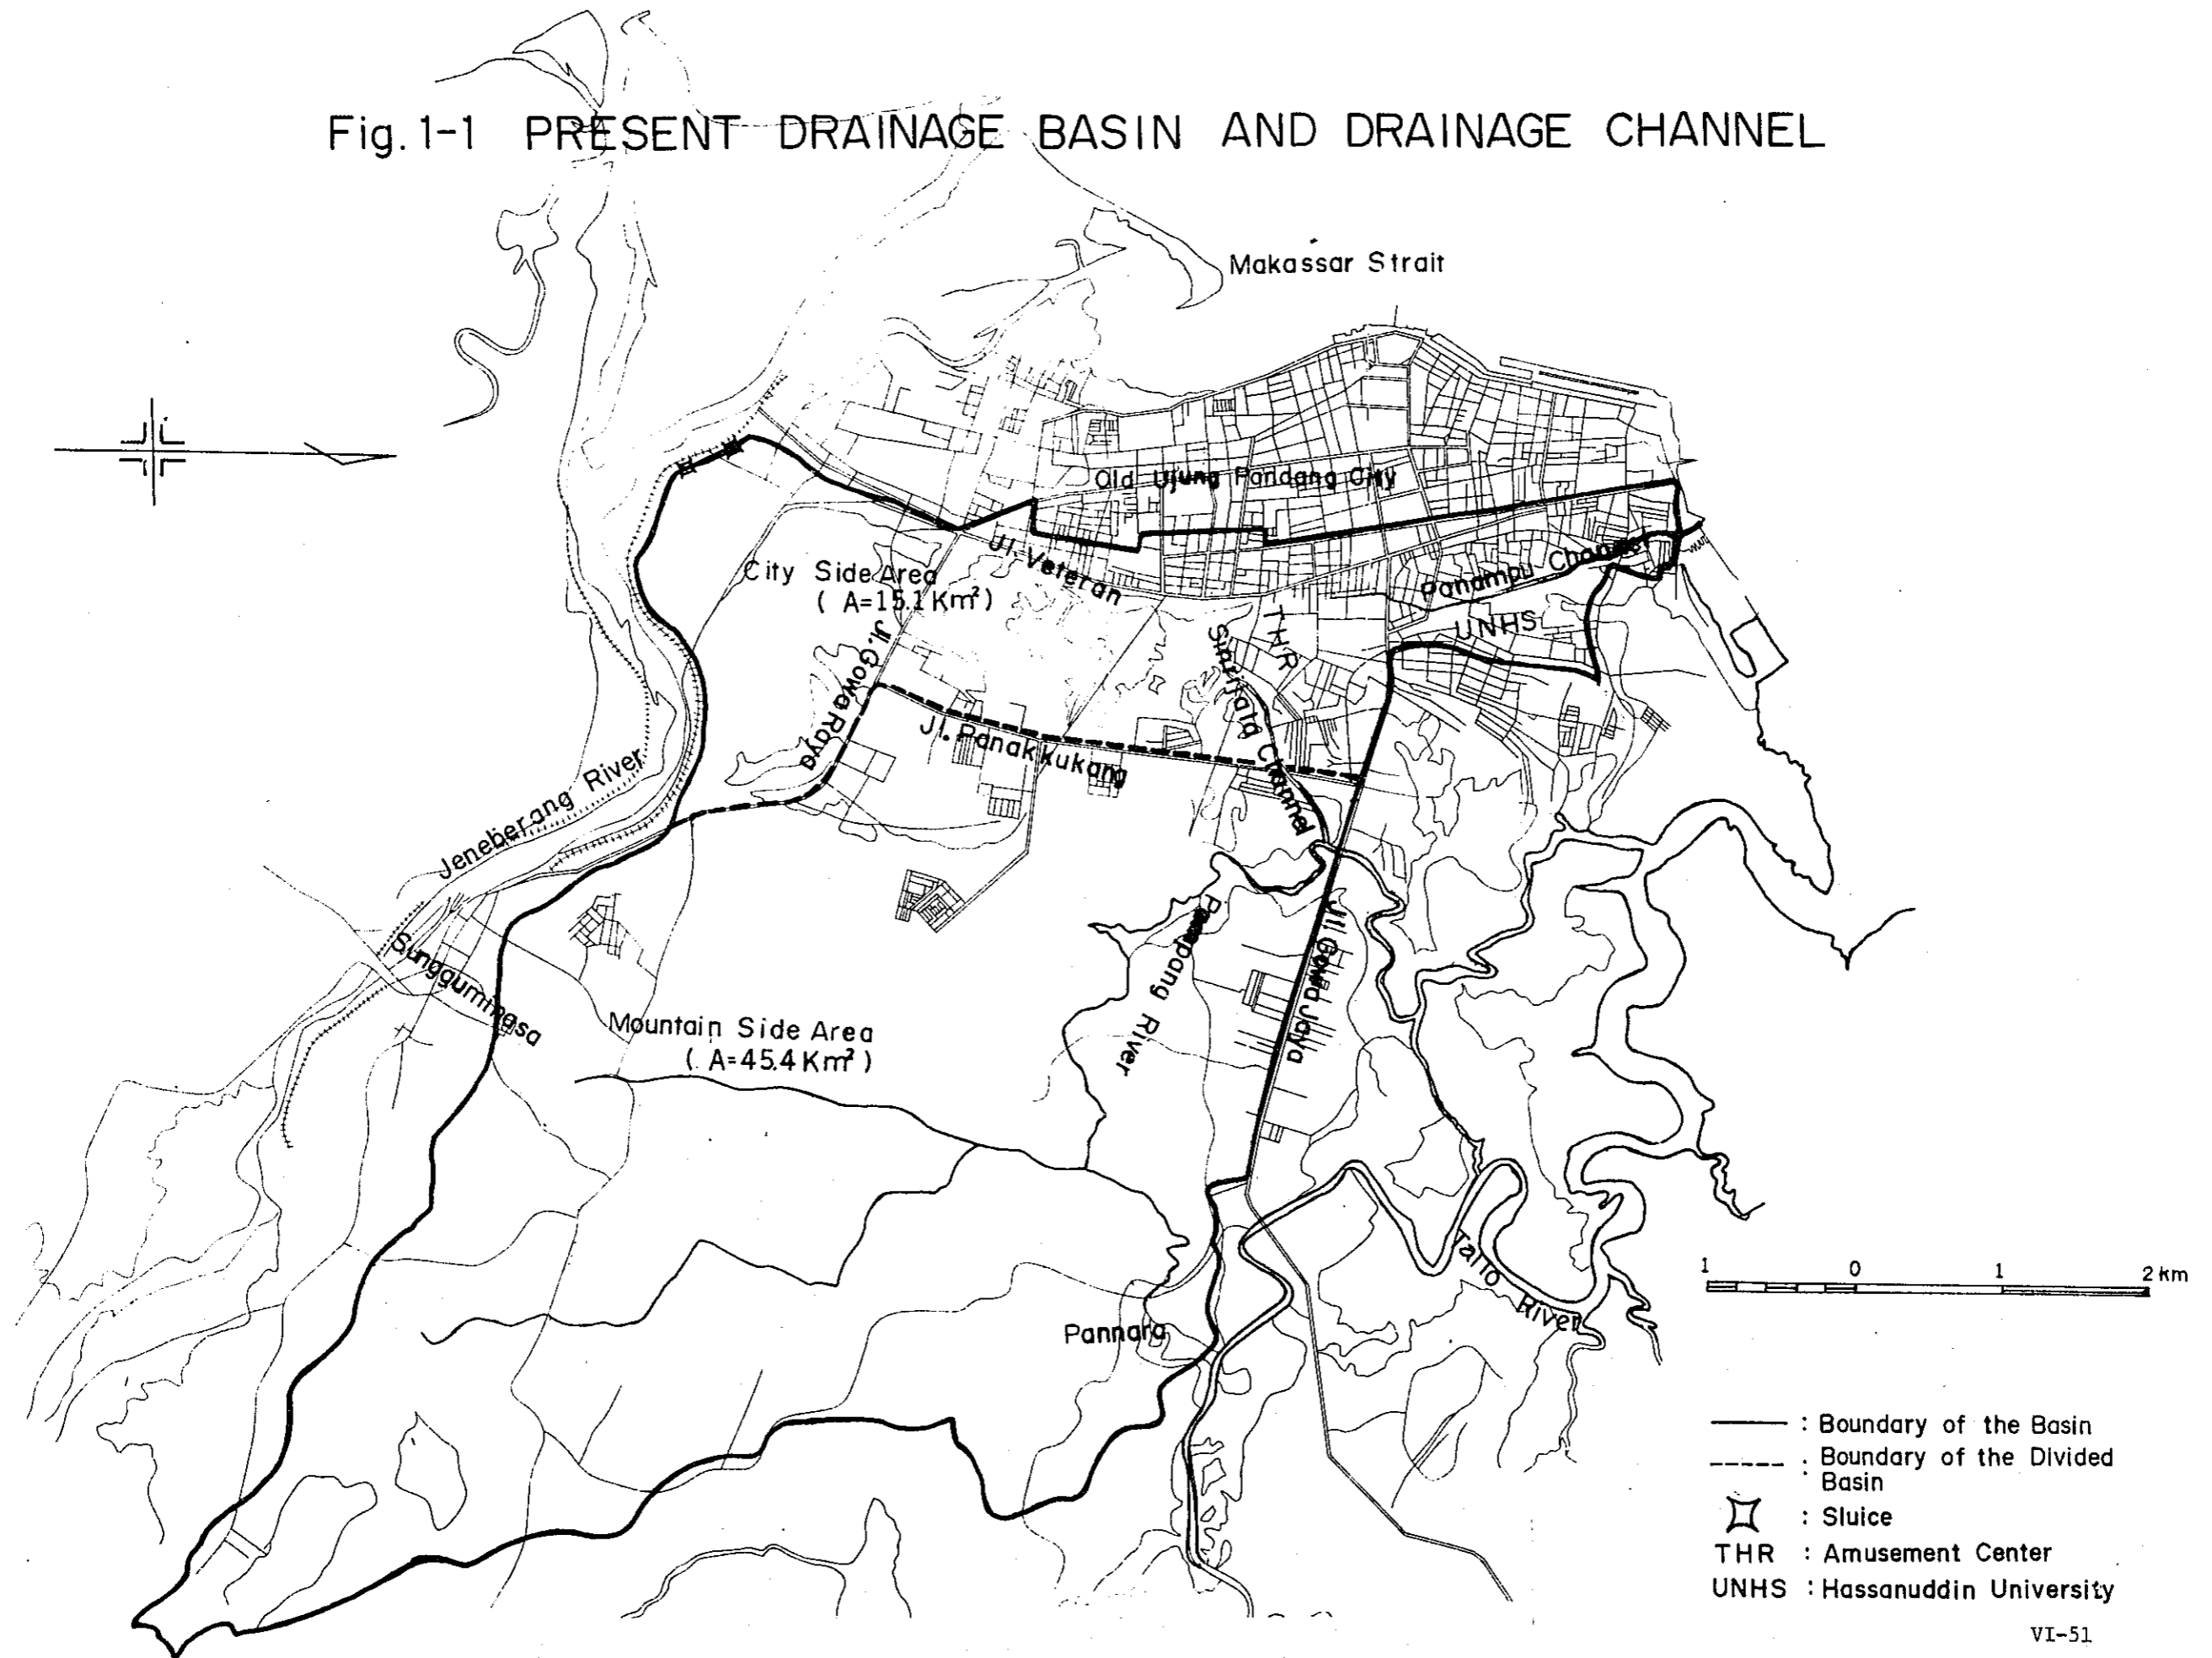 Fig. 1-1 PRESENT DRAINAGE BASIN AND DRAINAGE CHANNEL
Makassar Strait
Old Ujung Pandang City
Jl. Veteran
City Side Area
( A=15.1 Km²)
Panampu Channel
UNHS
THR
Sinrijala Channel
Jl. Gowa Raya
Jl. Panakkukang
Jeneberang River
Sungguminasa
River
Jl. Gowa Jaya
Mountain Side Area
( A=45.4 Km²)
Tallo River
Pannara
1 0 1 2 km
: Boundary of the Basin
: Boundary of the Divided
Basin
: Sluice
THR : Amusement Center
UNHS : Hassanuddin University
VI-51